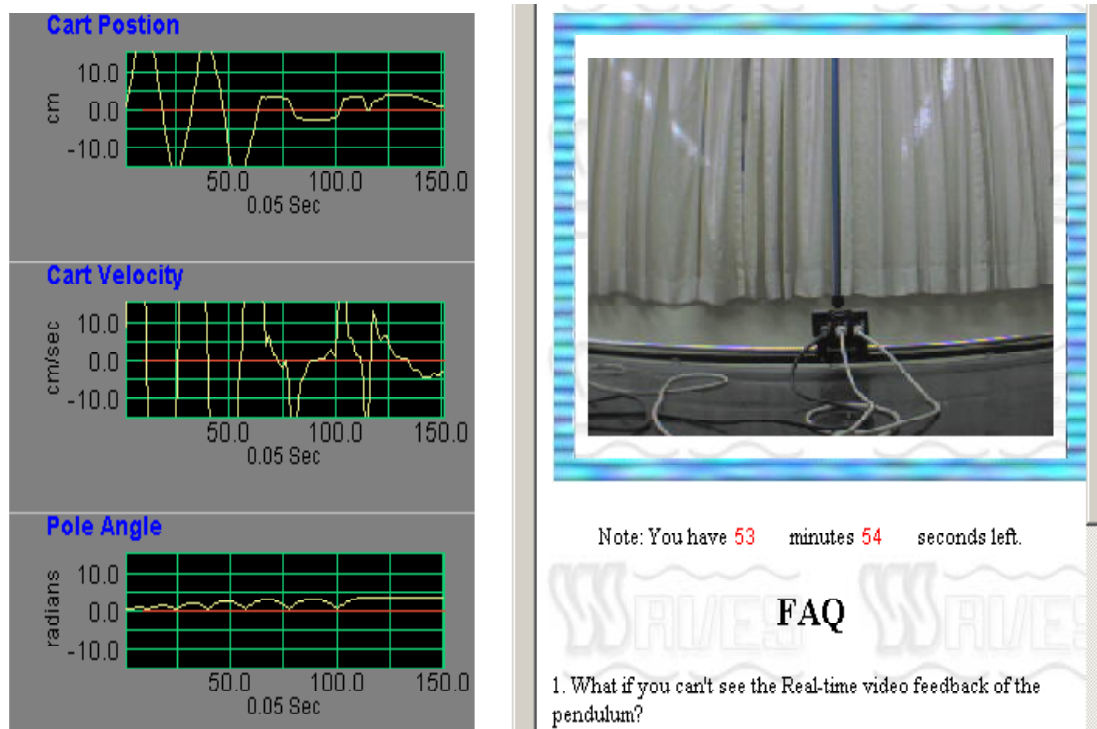 Cart Postion
10.0
0.0
-10.0
cm
50.0 100.0 150.0
0.05 Sec
Cart Velocity
10.0
0.0
-10.0
cm/sec
50.0 100.0 150.0
0.05 Sec
Pole Angle
10.0
0.0
-10.0
radians
50.0 100.0 150.0
0.05 Sec
Note: You have 53 minutes 54 seconds left.
WAVES WAVES
FAQ
1. What if you can't see the Real-time video feedback of the
pendulum?